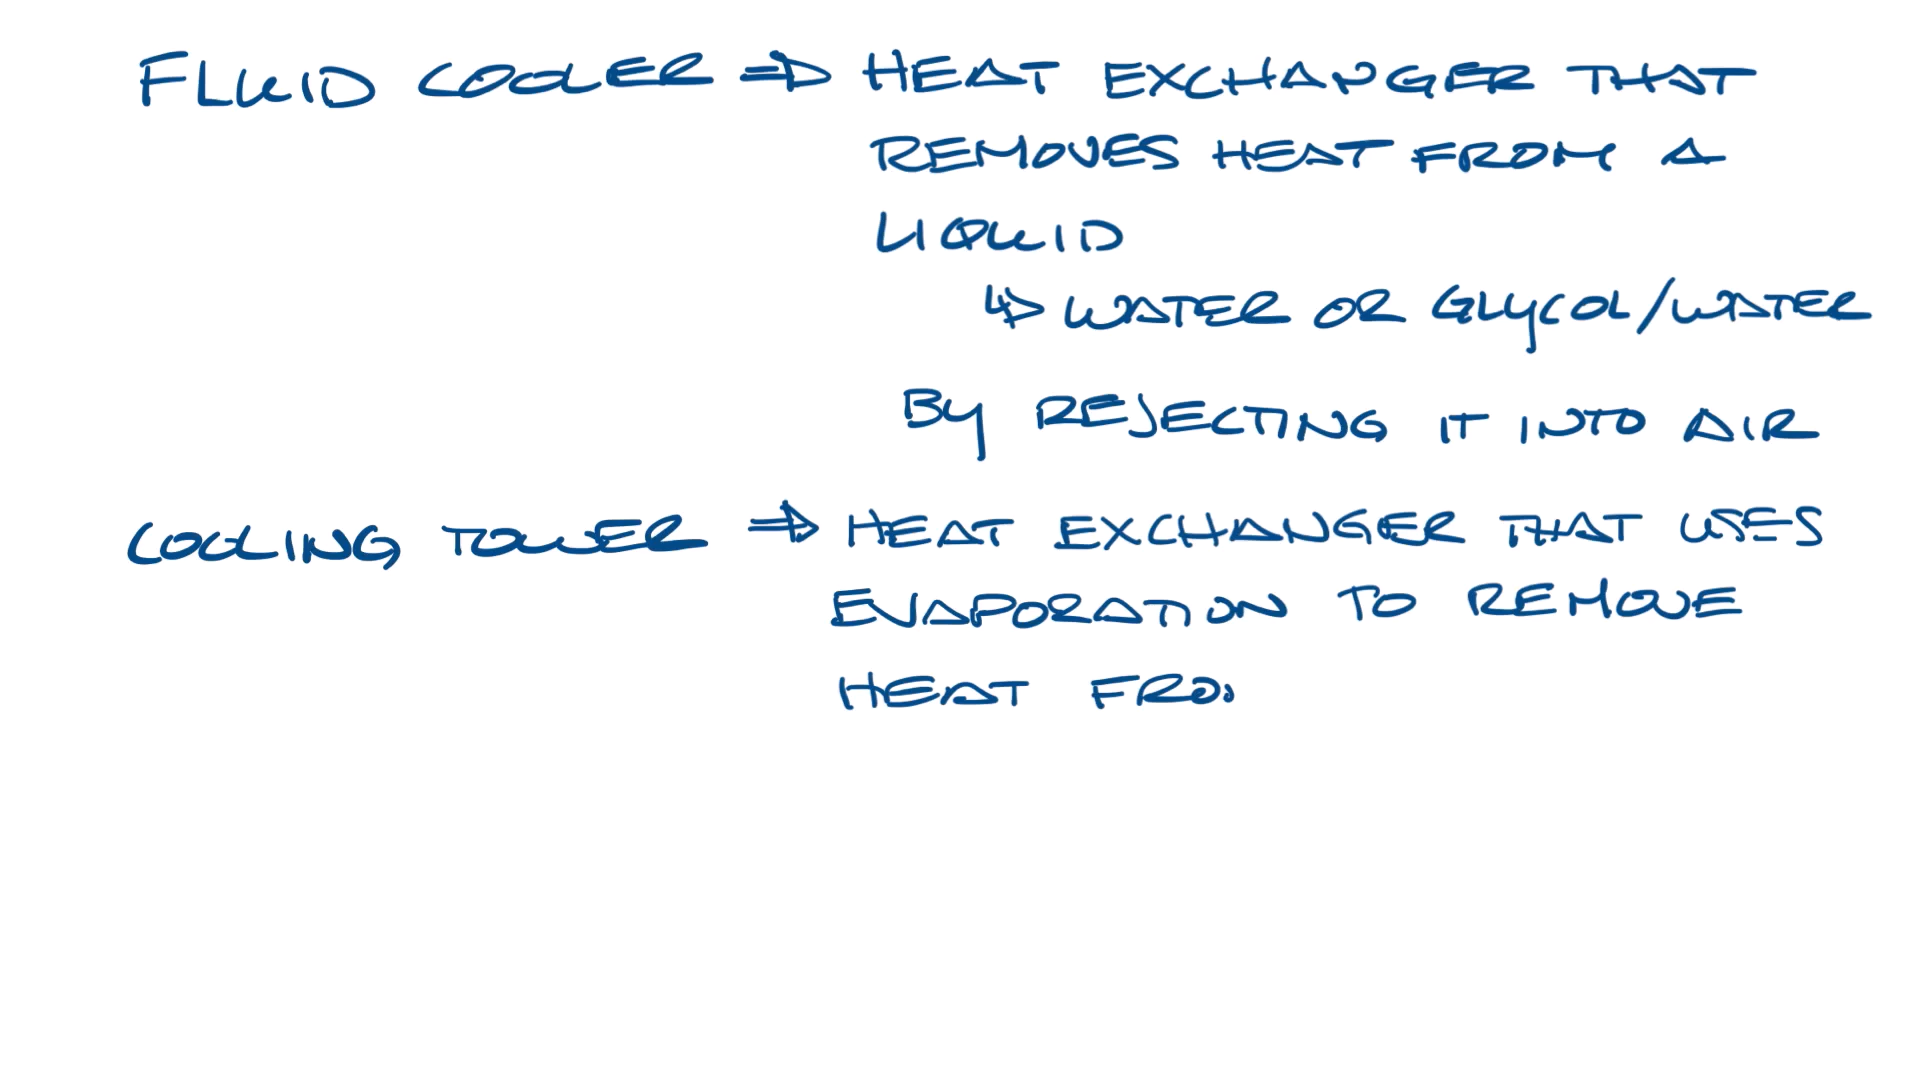 FLUID COOLER ⇒ HEAT EXCHANGER THAT
REMOVES HEAT FROM A
LIQUID
↳ WATER OR GLYCOL/WATER
BY REJECTING IT INTO AIR
COOLING TOWER ⇒ HEAT EXCHANGER THAT USES
EVAPORATION TO REMOVE
HEAT FRO